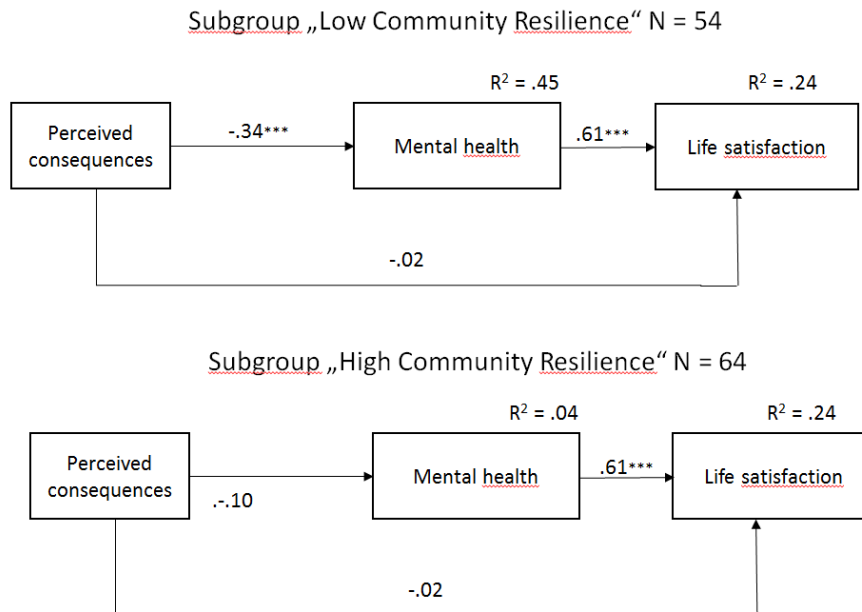 Subgroup „Low Community Resilience“ N = 54
R² = .45
R² = .24
Perceived
consequences
-.34***
Mental health
.61***
Life satisfaction
-.02
Subgroup „High Community Resilience“ N = 64
R² = .04
R² = .24
Perceived
consequences
.-.10
Mental health
.61***
Life satisfaction
-.02